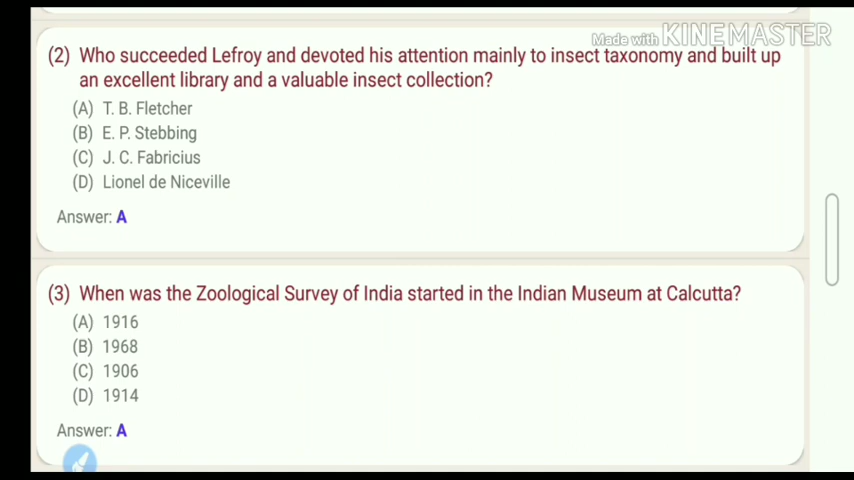 Made with KINEMASTER
(2) Who succeeded Lefroy and devoted his attention mainly to insect taxonomy and built up
an excellent library and a valuable insect collection?
(A) T. B. Fletcher
(B) E. P. Stebbing
(C) J. C. Fabricius
(D) Lionel de Niceville
Answer: A
(3) When was the Zoological Survey of India started in the Indian Museum at Calcutta?
(A) 1916
(B) 1968
(C) 1906
(D) 1914
Answer: A